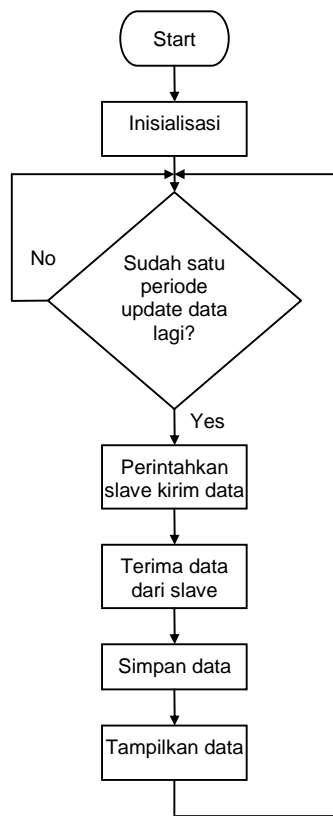 Start
Inisialisasi
No
Sudah satu
periode
update data
lagi?
Yes
Perintahkan
slave kirim data
Terima data
dari slave
Simpan data
Tampilkan data